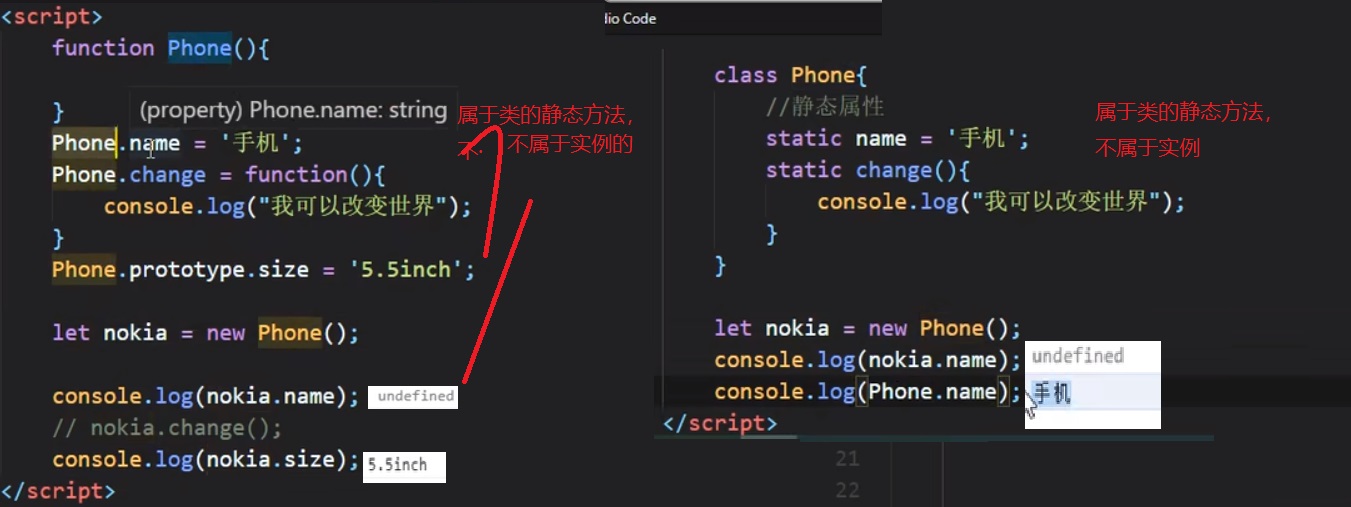 <script>
function Phone(){
(property) Phone.name: string
}
Phone.name = '手机';
Phone.change = function(){
console.log("我可以改变世界");
}
Phone.prototype.size = '5.5inch';
let nokia = new Phone();
console.log(nokia.name);
undefined
// nokia.change();
console.log(nokia.size);
5.5inch
</script>
属于类的静态方法，
不.
不属于实例的
dio Code
class Phone{
//静态属性
static name = '手机';
static change(){
console.log("我可以改变世界");
}
}
let nokia = new Phone();
console.log(nokia.name);
undefined
console.log(Phone.name);
手机
</script>
属于类的静态方法，
不属于实例
21
22